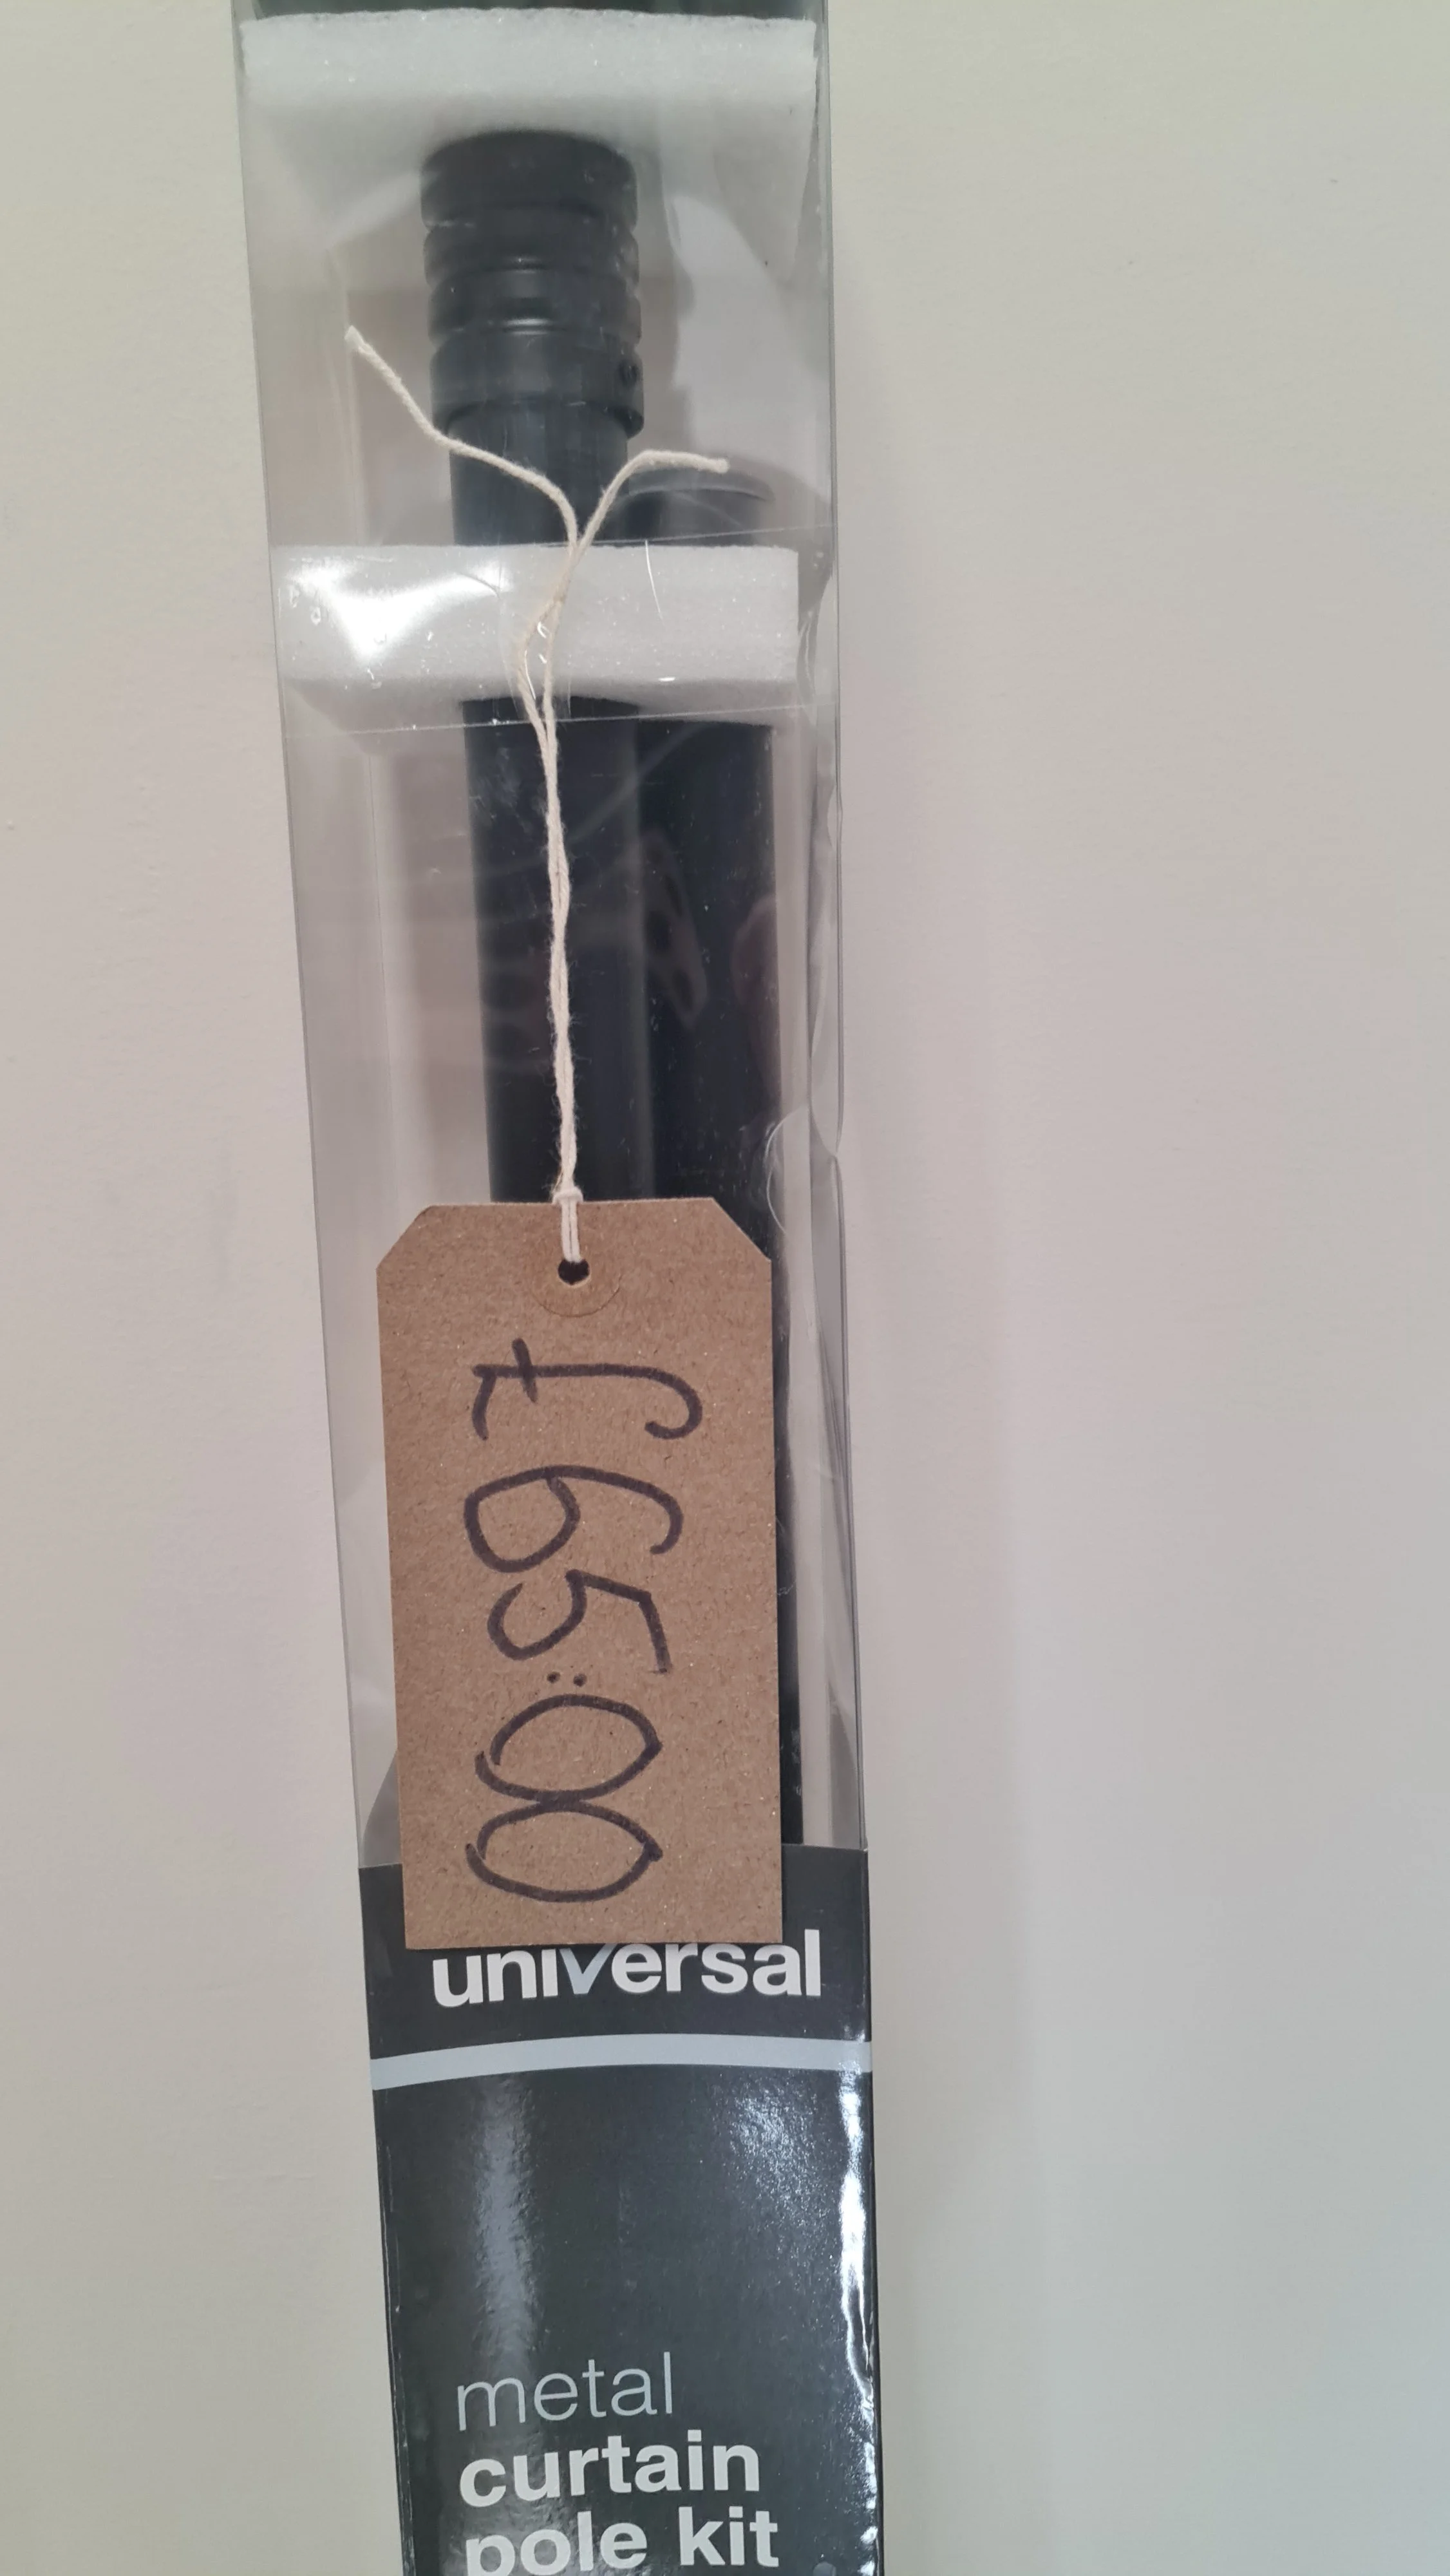 £65:00
universal
metal
curtain
pole kit